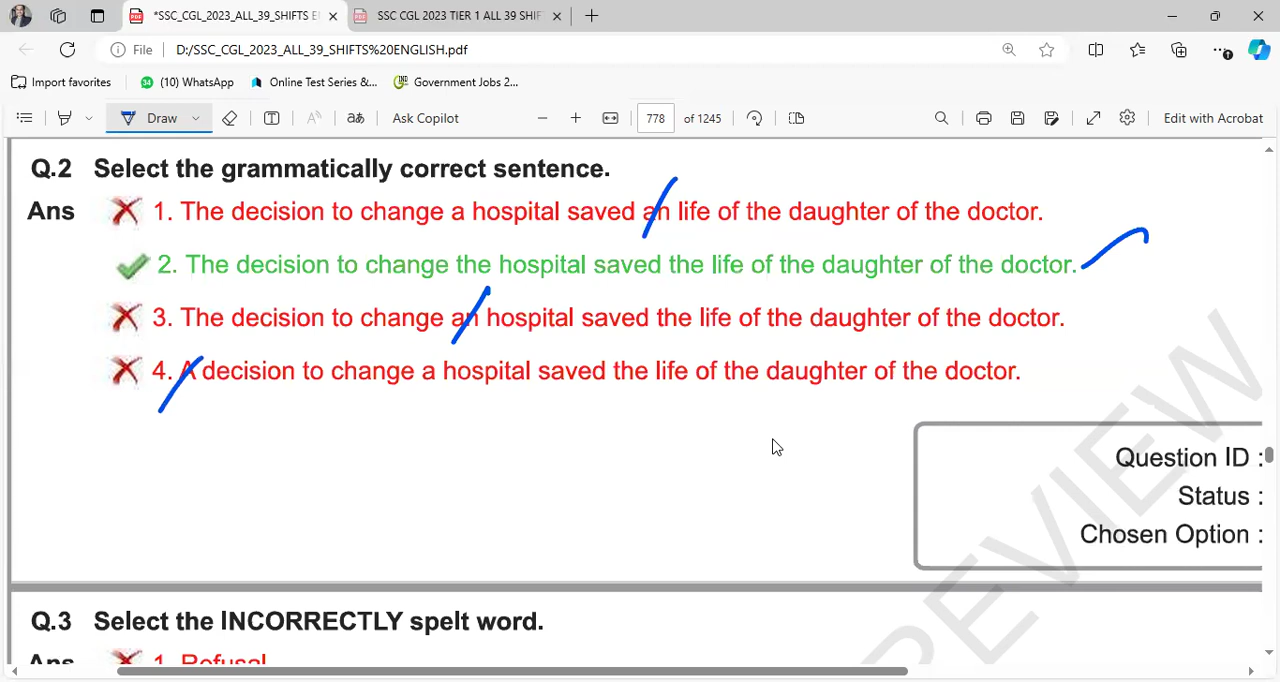 *SSC_CGL_2023_ALL_39_SHIFTS E
SSC CGL 2023 TIER 1 ALL 39 SHIF
File
D:/SSC_CGL_2023_ALL_39_SHIFTS%20ENGLISH.pdf
Import favorites
(10) WhatsApp
Online Test Series &...
Government Jobs 2...
Draw
Ask Copilot
778 of 1245
Edit with Acrobat
Q.2 Select the grammatically correct sentence.
Ans 1. The decision to change a hospital saved an life of the daughter of the doctor.
2. The decision to change the hospital saved the life of the daughter of the doctor.
3. The decision to change an hospital saved the life of the daughter of the doctor.
4. A decision to change a hospital saved the life of the daughter of the doctor.
Question ID :
Status :
Chosen Option :
EVIEW
Q.3 Select the INCORRECTLY spelt word.
Ans 1. Refusal